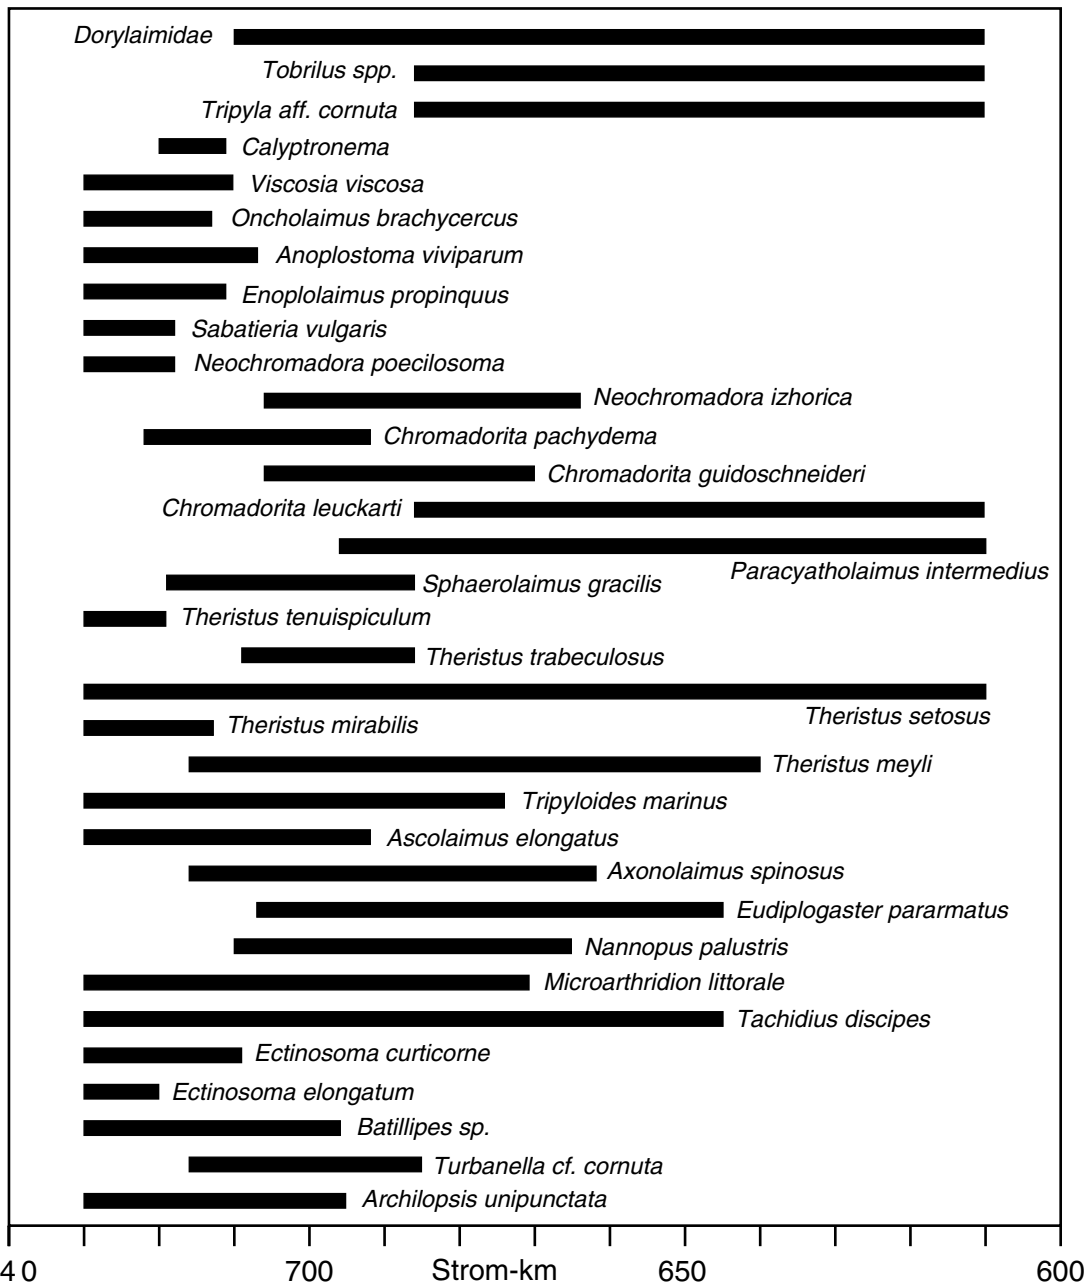 Dorylaimidae
Tobrilus spp.
Tripyla aff. cornuta
Calyptronema
Viscosia viscosa
Oncholaimus brachycercus
Anoplostoma viviparum
Enoplolaimus propinquus
Sabatieria vulgaris
Neochromadora poecilosoma
Neochromadora izhorica
Chromadorita pachydema
Chromadorita guidoschneideri
Chromadorita leuckarti
Paracyatholaimus intermedius
Sphaerolaimus gracilis
Theristus tenuispiculum
Theristus trabeculosus
Theristus setosus
Theristus mirabilis
Theristus meyli
Tripyloides marinus
Ascolaimus elongatus
Axonolaimus spinosus
Eudiplogaster pararmatus
Nannopus palustris
Microarthridion littorale
Tachidius discipes
Ectinosoma curticorne
Ectinosoma elongatum
Batillipes sp.
Turbanella cf. cornuta
Archilopsis unipunctata
40 700 Strom-km 650 600